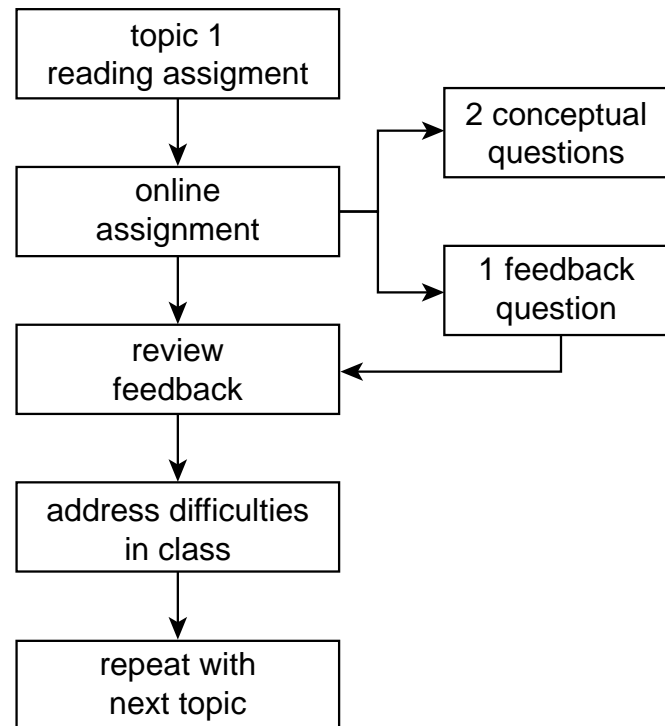 topic 1
reading assigment
2 conceptual
questions
online
assignment
1 feedback
question
review
feedback
address difficulties
in class
repeat with
next topic